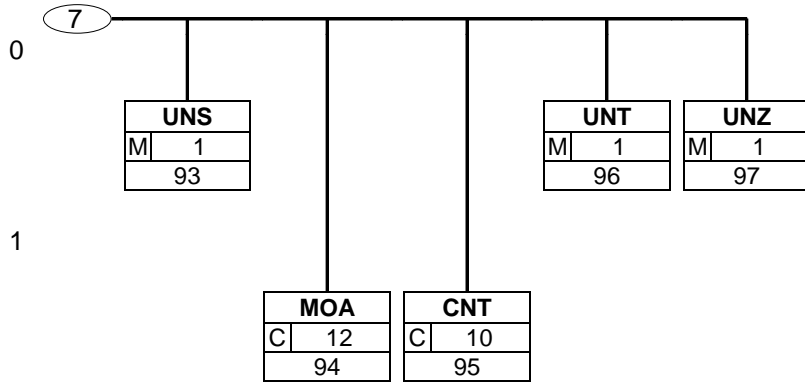 7
0
UNS UNT UNZ
M 1 M 1 M 1
93 96 97
1
MOA CNT
C 12 C 10
94 95